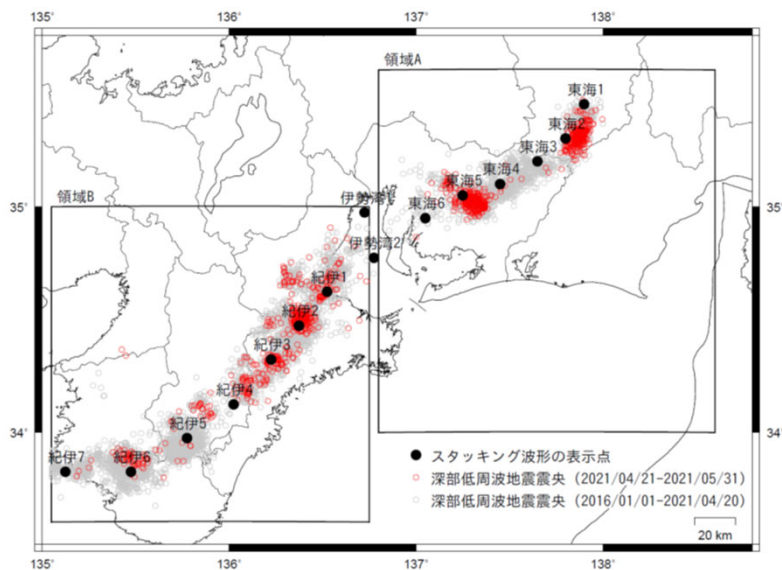 135˚ 136˚ 137˚ 138˚
領域A
東海1
東海2
東海3
東海4
東海5
東海6
35˚ 35˚
領域B
伊勢湾1
伊勢湾2
紀伊1
紀伊2
紀伊3
紀伊4
34˚ 34˚
紀伊5
紀伊7 紀伊6
スタッキング波形の表示点
深部低周波地震震央 (2021/04/21-2021/05/31)
深部低周波地震震央 (2016/01/01-2021/04/20)
20 km
135˚ 136˚ 137˚ 138˚